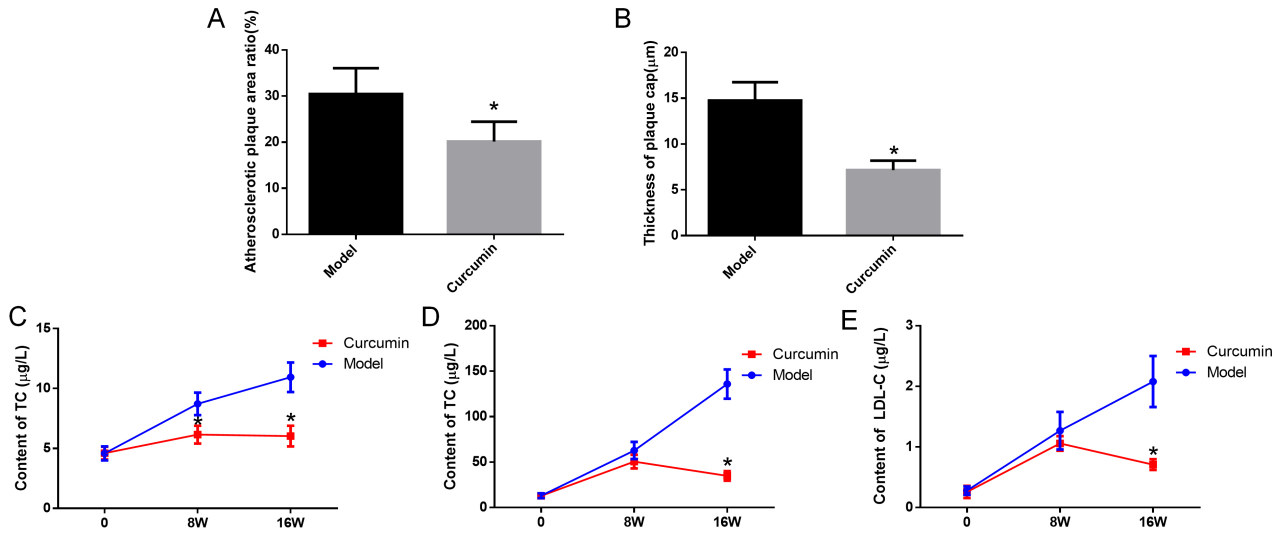 A
Atherosclerotic plaque area ratio(%)
40
30
20
10
0
*
Model
Curcumin
B
Thickness of plaque cap(μm)
20
15
10
5
0
*
Model
Curcumin
C
Content of TC (μg/L)
15
10
5
0
*
*
0
8W
16W
Curcumin
Model
D
Content of TC (μg/L)
200
150
100
50
0
*
0
8W
16W
Curcumin
Model
E
Content of LDL-C (μg/L)
3
2
1
0
*
0
8W
16W
Curcumin
Model